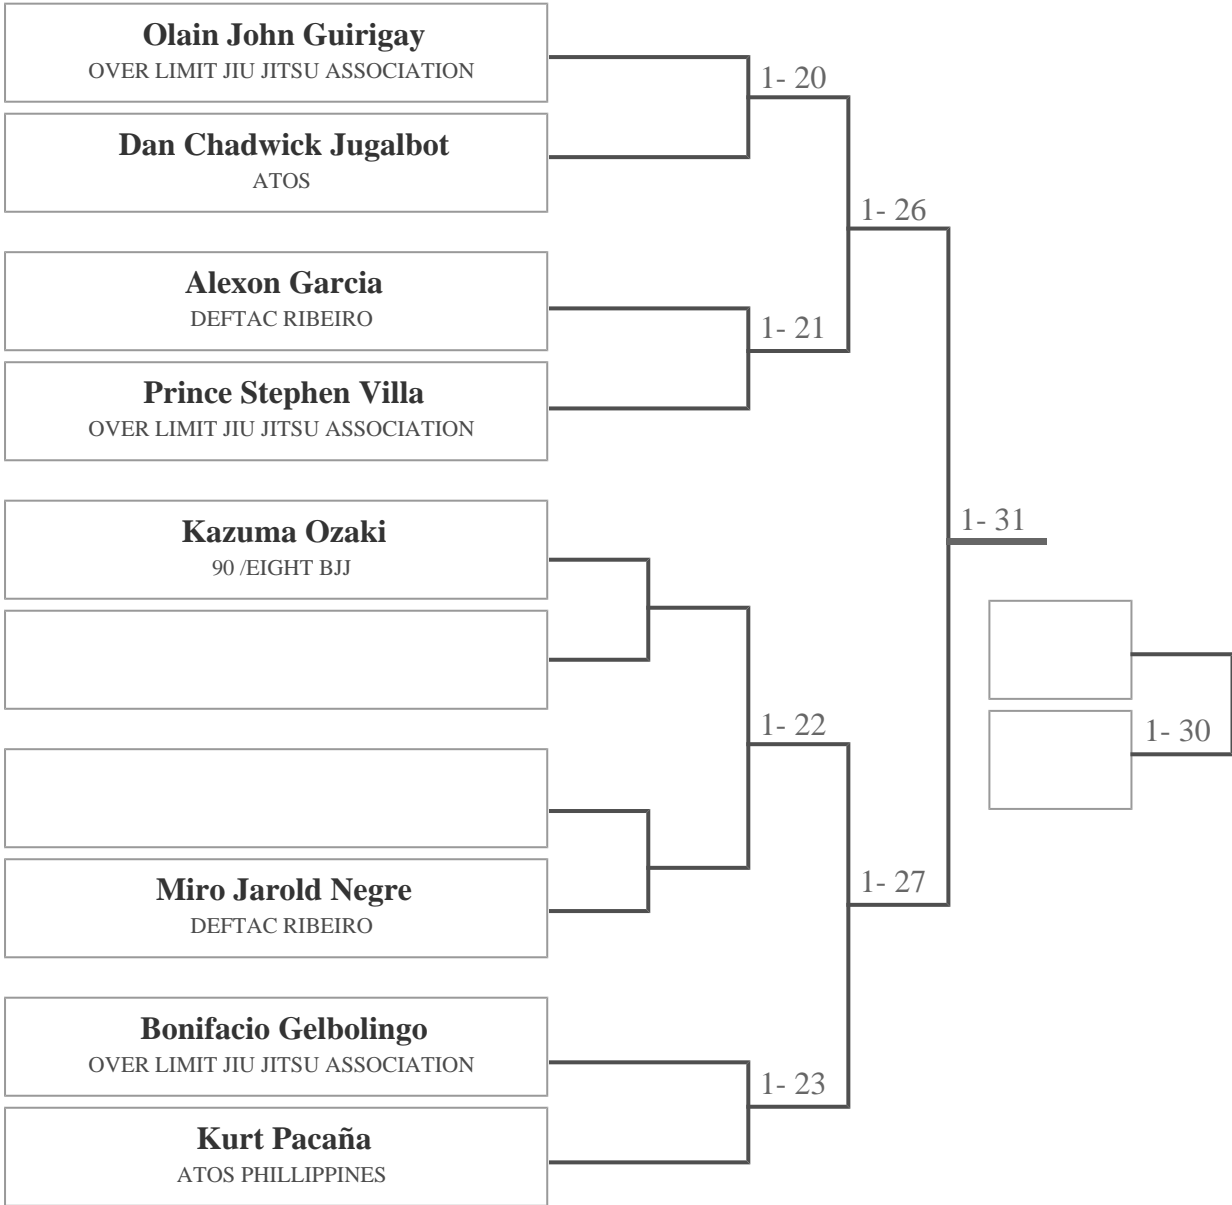 Olain John Guirigay
OVER LIMIT JIU JITSU ASSOCIATION
1- 20
Dan Chadwick Jugalbot
ATOS
1- 26
Alexon Garcia
DEFTAC RIBEIRO
1- 21
Prince Stephen Villa
OVER LIMIT JIU JITSU ASSOCIATION
Kazuma Ozaki
90 /EIGHT BJJ
1- 31
1- 22
1- 30
Miro Jarold Negre
DEFTAC RIBEIRO
1- 27
Bonifacio Gelbolingo
OVER LIMIT JIU JITSU ASSOCIATION
1- 23
Kurt Pacaña
ATOS PHILLIPPINES